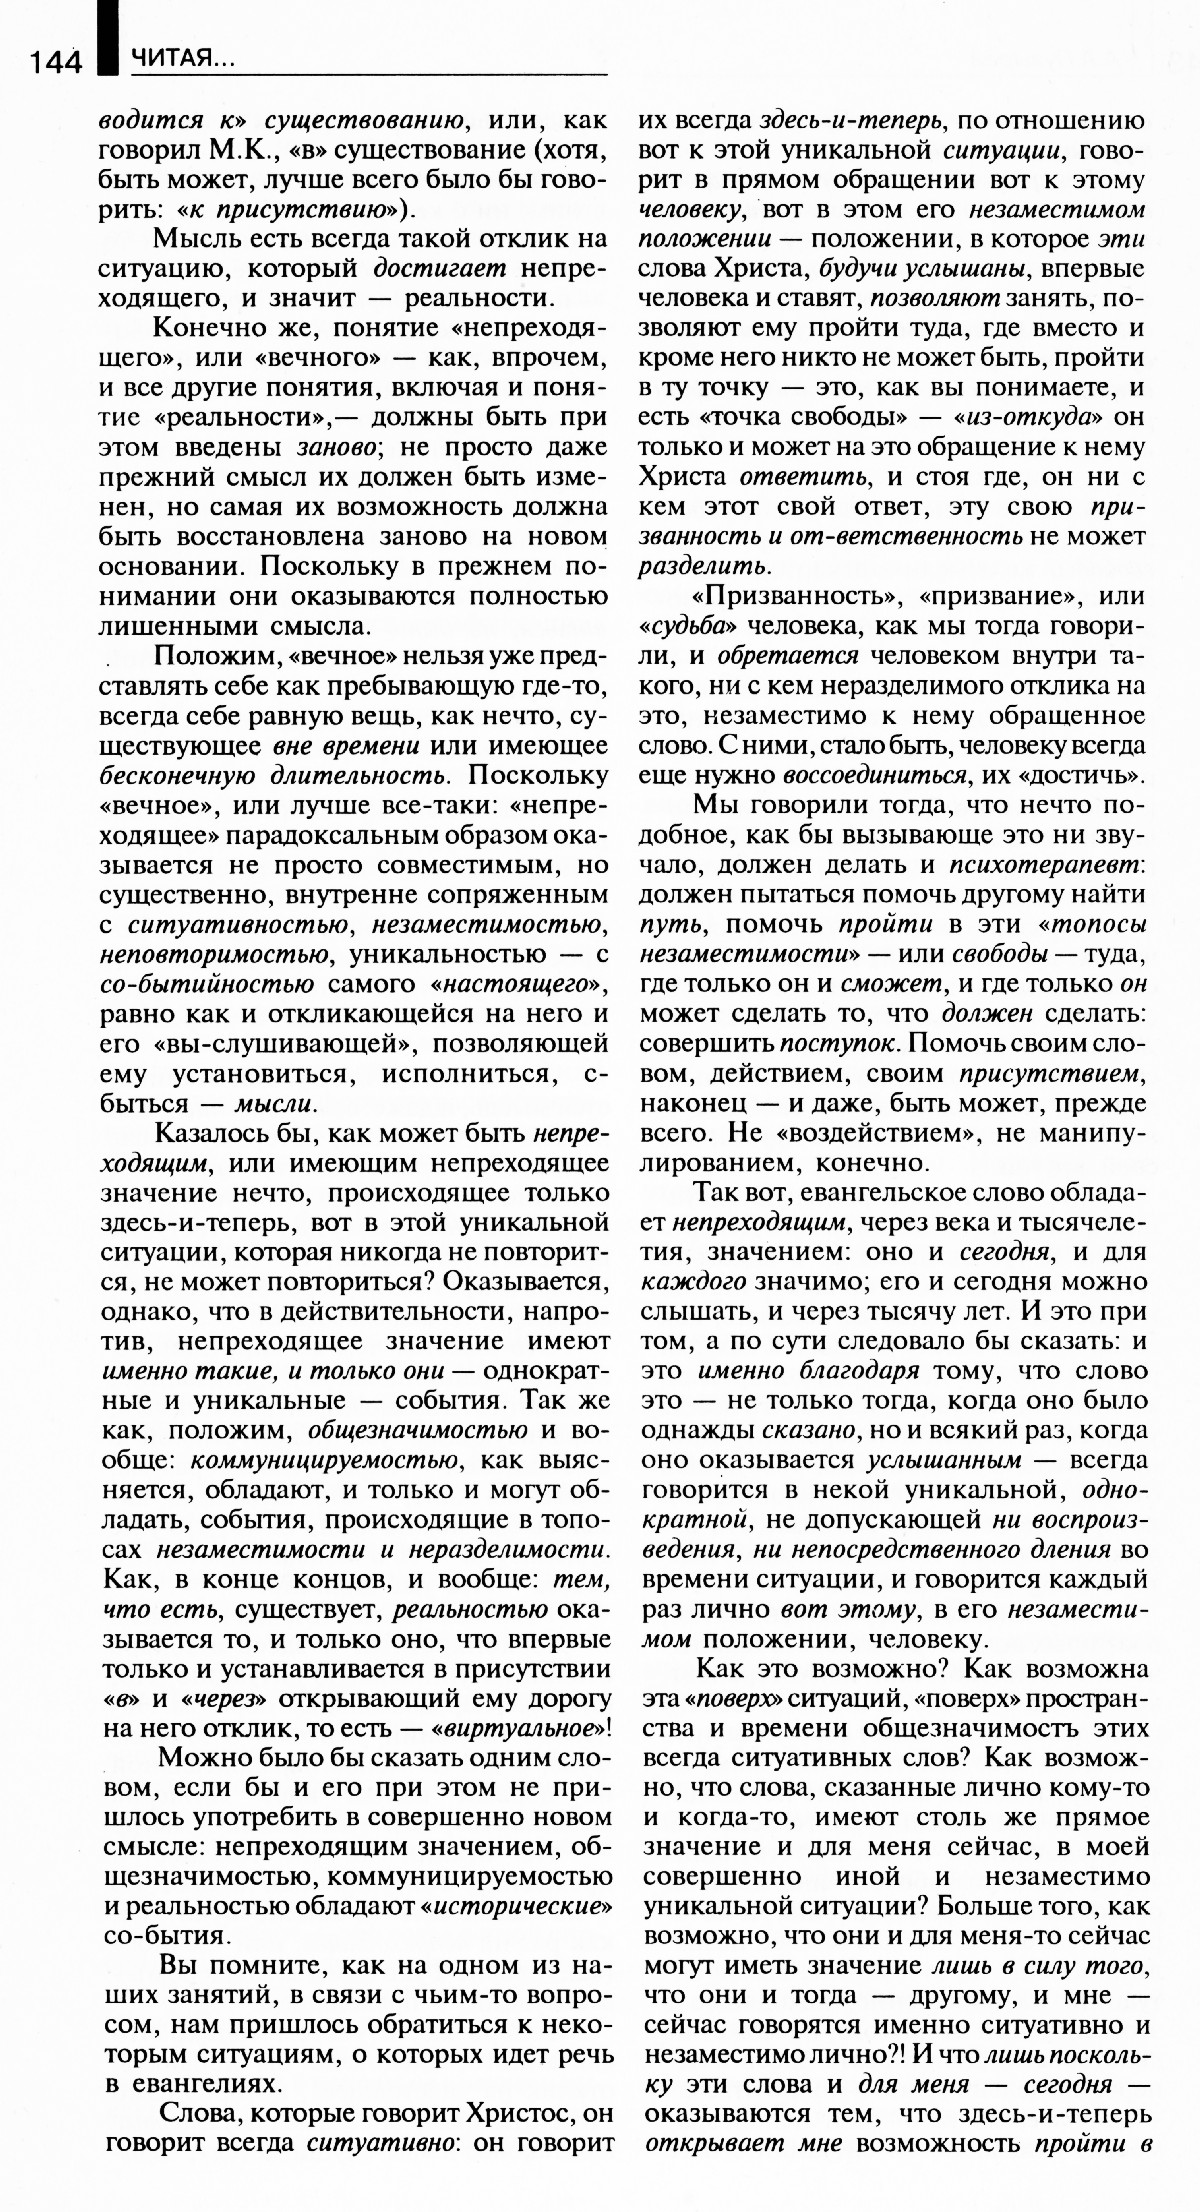 144
ЧИТАЯ...
водится к» существованию, или, как
говорил М.К., «в» существование (хотя,
быть может, лучше всего было бы гово-
рить: «к присутствию»).
Мысль есть всегда такой отклик на
ситуацию, который достигает непре-
ходящего, и значит — реальности.
Конечно же, понятие «непреходя-
щего», или «вечного» — как, впрочем,
и все другие понятия, включая и поня-
тие «реальности»,— должны быть при
этом введены заново; не просто даже
прежний смысл их должен быть изме-
нен, но самая их возможность должна
быть восстановлена заново на новом
основании. Поскольку в прежнем по-
нимании они оказываются полностью
лишенными смысла.
Положим, «вечное» нельзя уже пред-
ставлять себе как пребывающую где-то,
всегда себе равную вещь, как нечто, су-
ществующее вне времени или имеющее
бесконечную длительность. Поскольку
«вечное», или лучше все-таки: «непре-
ходящее» парадоксальным образом ока-
зывается не просто совместимым, но
существенно, внутренне сопряженным
с ситуативностью, незаместимостью,
неповторимостью, уникальностью — с
со-бытийностью самого «настоящего»,
равно как и откликающейся на него и
его «вы-слушивающей», позволяющей
ему установиться, исполниться, с-
быться — мысли.
Казалось бы, как может быть непре-
ходящим, или имеющим непреходящее
значение нечто, происходящее только
здесь-и-теперь, вот в этой уникальной
ситуации, которая никогда не повторит-
ся, не может повториться? Оказывается,
однако, что в действительности, напро-
тив, непреходящее значение имеют
именно такие, и только они — однократ-
ные и уникальные — события. Так же
как, положим, общезначимостью и во-
обще: коммуницируемостью, как выяс-
няется, обладают, и только и могут об-
ладать, события, происходящие в топо-
сах незаместимости и неразделимости.
Как, в конце концов, и вообще: тем,
что есть, существует, реальностью ока-
зывается то, и только оно, что впервые
только и устанавливается в присутствии
«в» и «через» открывающий ему дорогу
на него отклик, то есть — «виртуальное»!
Можно было бы сказать одним сло-
вом, если бы и его при этом не при-
шлось употребить в совершенно новом
смысле: непреходящим значением, об-
щезначимостью, коммуницируемостью
и реальностью обладают «исторические»
со-бытия.
Вы помните, как на одном из на-
ших занятий, в связи с чьим-то вопро-
сом, нам пришлось обратиться к неко-
торым ситуациям, о которых идет речь
в евангелиях.
Слова, которые говорит Христос, он
говорит всегда ситуативно: он говорит
их всегда здесь-и-теперь, по отношению
вот к этой уникальной ситуации, гово-
рит в прямом обращении вот к этому
человеку, вот в этом его незаместимом
положении — положении, в которое эти
слова Христа, будучи услышаны, впервые
человека и ставят, позволяют занять, по-
зволяют ему пройти туда, где вместо и
кроме него никто не может быть, пройти
в ту точку — это, как вы понимаете, и
есть «точка свободы» — «из-откуда» он
только и может на это обращение к нему
Христа ответить, и стоя где, он ни с
кем этот свой ответ, эту свою при-
званность и от-ветственность не может
разделить.
«Призванность», «призвание», или
«судьба» человека, как мы тогда говори-
ли, и обретается человеком внутри та-
кого, ни с кем неразделимого отклика на
это, незаместимо к нему обращенное
слово. С ними, стало быть, человеку всегда
еще нужно воссоединиться, их «достичь».
Мы говорили тогда, что нечто по-
добное, как бы вызывающе это ни зву-
чало, должен делать и психотерапевт:
должен пытаться помочь другому найти
путь, помочь пройти в эти «топосы
незаместимости» — или свободы — туда,
где только он и сможет, и где только он
может сделать то, что должен сделать:
совершить поступок. Помочь своим сло-
вом, действием, своим присутствием,
наконец — и даже, быть может, прежде
всего. Не «воздействием», не манипу-
лированием, конечно.
Так вот, евангельское слово облада-
ет непреходящим, через века и тысячеле-
тия, значением: оно и сегодня, и для
каждого значимо; его и сегодня можно
слышать, и через тысячу лет. И это при
том, а по сути следовало бы сказать: и
это именно благодаря тому, что слово
это — не только тогда, когда оно было
однажды сказано, но и всякий раз, когда
оно оказывается услышанным — всегда
говорится в некой уникальной, одно-
кратной, не допускающей ни воспроиз-
ведения, ни непосредственного дления во
времени ситуации, и говорится каждый
раз лично вот этому, в его незамести-
мом положении, человеку.
Как это возможно? Как возможна
эта «поверх» ситуаций, «поверх» простран-
ства и времени общезначимость этих
всегда ситуативных слов? Как возмож-
но, что слова, сказанные лично кому-то
и когда-то, имеют столь же прямое
значение и для меня сейчас, в моей
совершенно иной и незаместимо
уникальной ситуации? Больше того, как
возможно, что они и для меня-то сейчас
могут иметь значение лишь в силу того,
что они и тогда — другому, и мне —
сейчас говорятся именно ситуативно и
незаместимо лично?! И что лишь посколь-
ку эти слова и для меня — сегодня —
оказываются тем, что здесь-и-теперь
открывает мне возможность пройти в